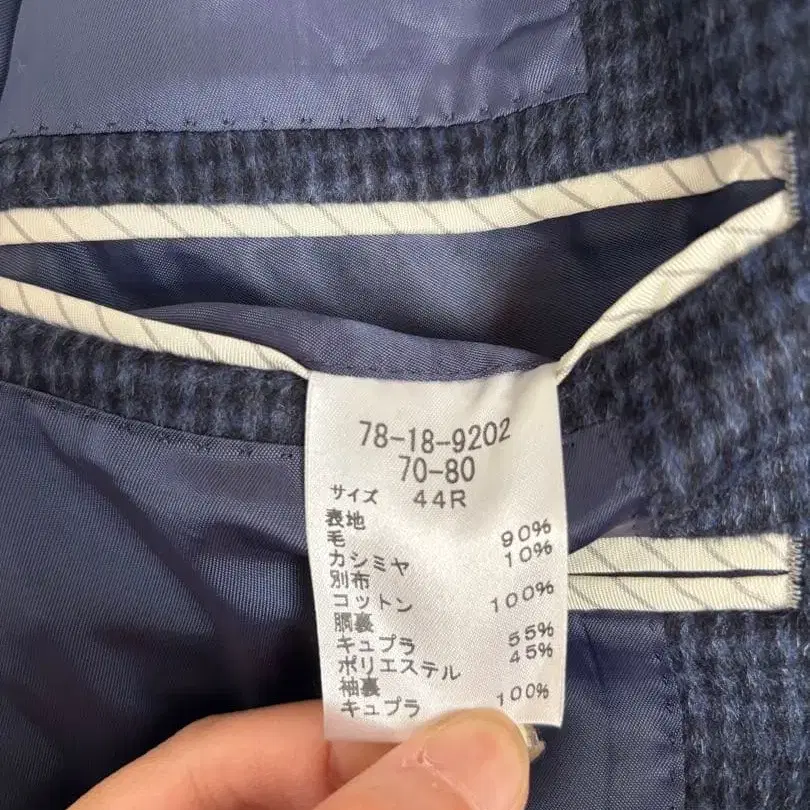 78-18-9202
70-80
サイズ 44R
表地
毛 90%
カシミヤ 10%
別布
コットン 100%
胴裏
キュプラ 55%
ポリエステル 45%
袖裏
キュプラ 100%